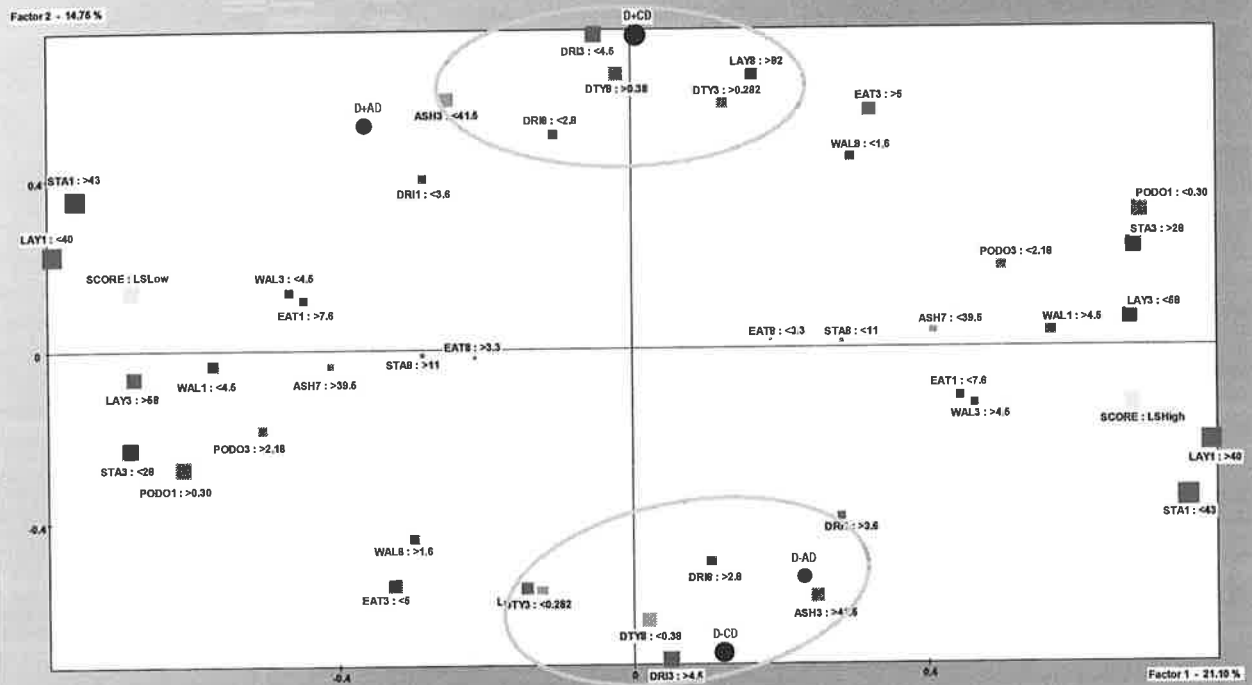 Factor 2 - 14.75 %
D+CD
DRI3 : <4.5
LAY8 : >92
DTY8 : >0.38
DTY3 : >0.282
EAT3 : >5
D+AD
ASH3 : <41.5
DRI8 : <2.8
WAL8 : <1.6
0.4
STA1 : >43
DRI1 : <3.6
PODO1 : <0.30
STA3 : >28
LAY1 : <40
PODO3 : <2.18
SCORE : LSLow
WAL3 : <4.5
EAT1 : >7.6
LAY3 : <58
ASH7 : <39.5
WAL1 : >4.5
EAT8 : <3.3
STA8 : <11
0
EAT8 : >3.3
STA8 : >11
WAL1 : <4.5
ASH7 : >39.5
LAY3 : >58
EAT1 : <7.6
WAL3 : >4.5
SCORE : LSHigh
PODO3 : >2.18
LAY1 : >40
STA3 : <28
PODO1 : >0.30
STA1 : <43
-0.4
: >3.6
WAL8 : >1.6
D-AD
DRI8 : >2.8
EAT3 : <5
DTY3 : <0.282
ASH3 : >41.5
DTY8 : <0.38
D-CD
DRI3 : >4.5
-0.4
0
0.4
Factor 1 - 21.10 %